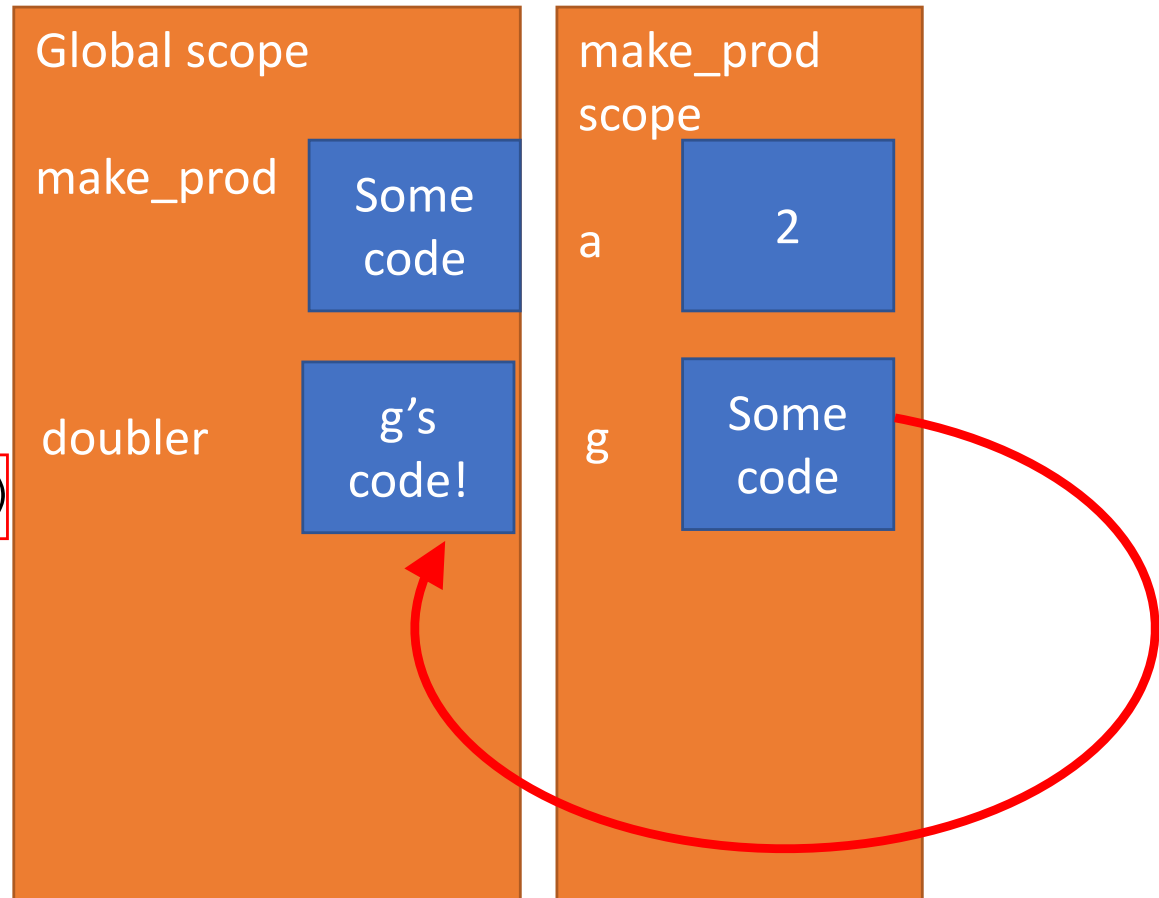 Global scope
make_prod
Some
code
doubler
g’s
code!
)
make_prod
scope
a
2
g
Some
code